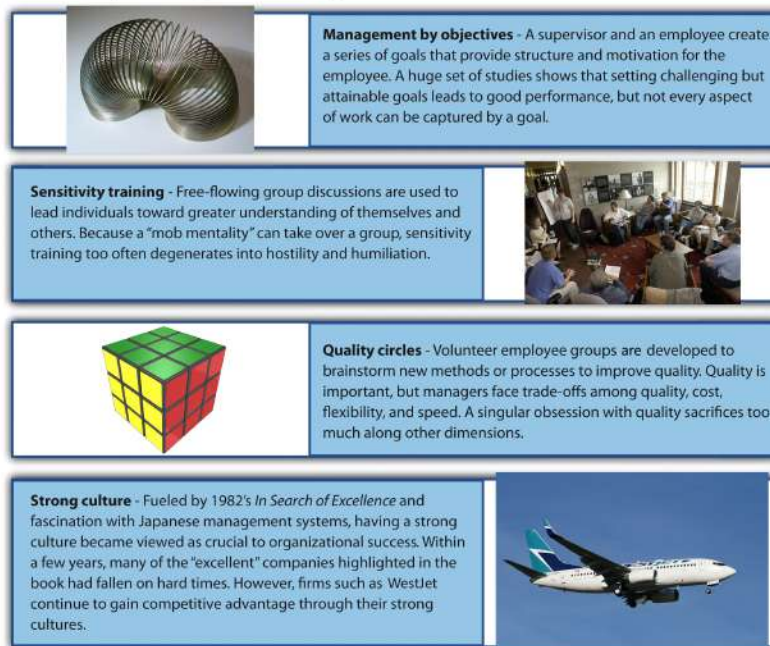 Management by objectives - A supervisor and an employee create
a series of goals that provide structure and motivation for the
employee. A huge set of studies shows that setting challenging but
attainable goals leads to good performance, but not every aspect
of work can be captured by a goal.
Sensitivity training - Free-flowing group discussions are used to
lead individuals toward greater understanding of themselves and
others. Because a “mob mentality” can take over a group, sensitivity
training too often degenerates into hostility and humiliation.
Quality circles - Volunteer employee groups are developed to
brainstorm new methods or processes to improve quality. Quality is
important, but managers face trade-offs among quality, cost,
flexibility, and speed. A singular obsession with quality sacrifices too
much along other dimensions.
Strong culture - Fueled by 1982’s In Search of Excellence and
fascination with Japanese management systems, having a strong
culture became viewed as crucial to organizational success. Within
a few years, many of the “excellent” companies highlighted in the
book had fallen on hard times. However, firms such as WestJet
continue to gain competitive advantage through their strong
cultures.